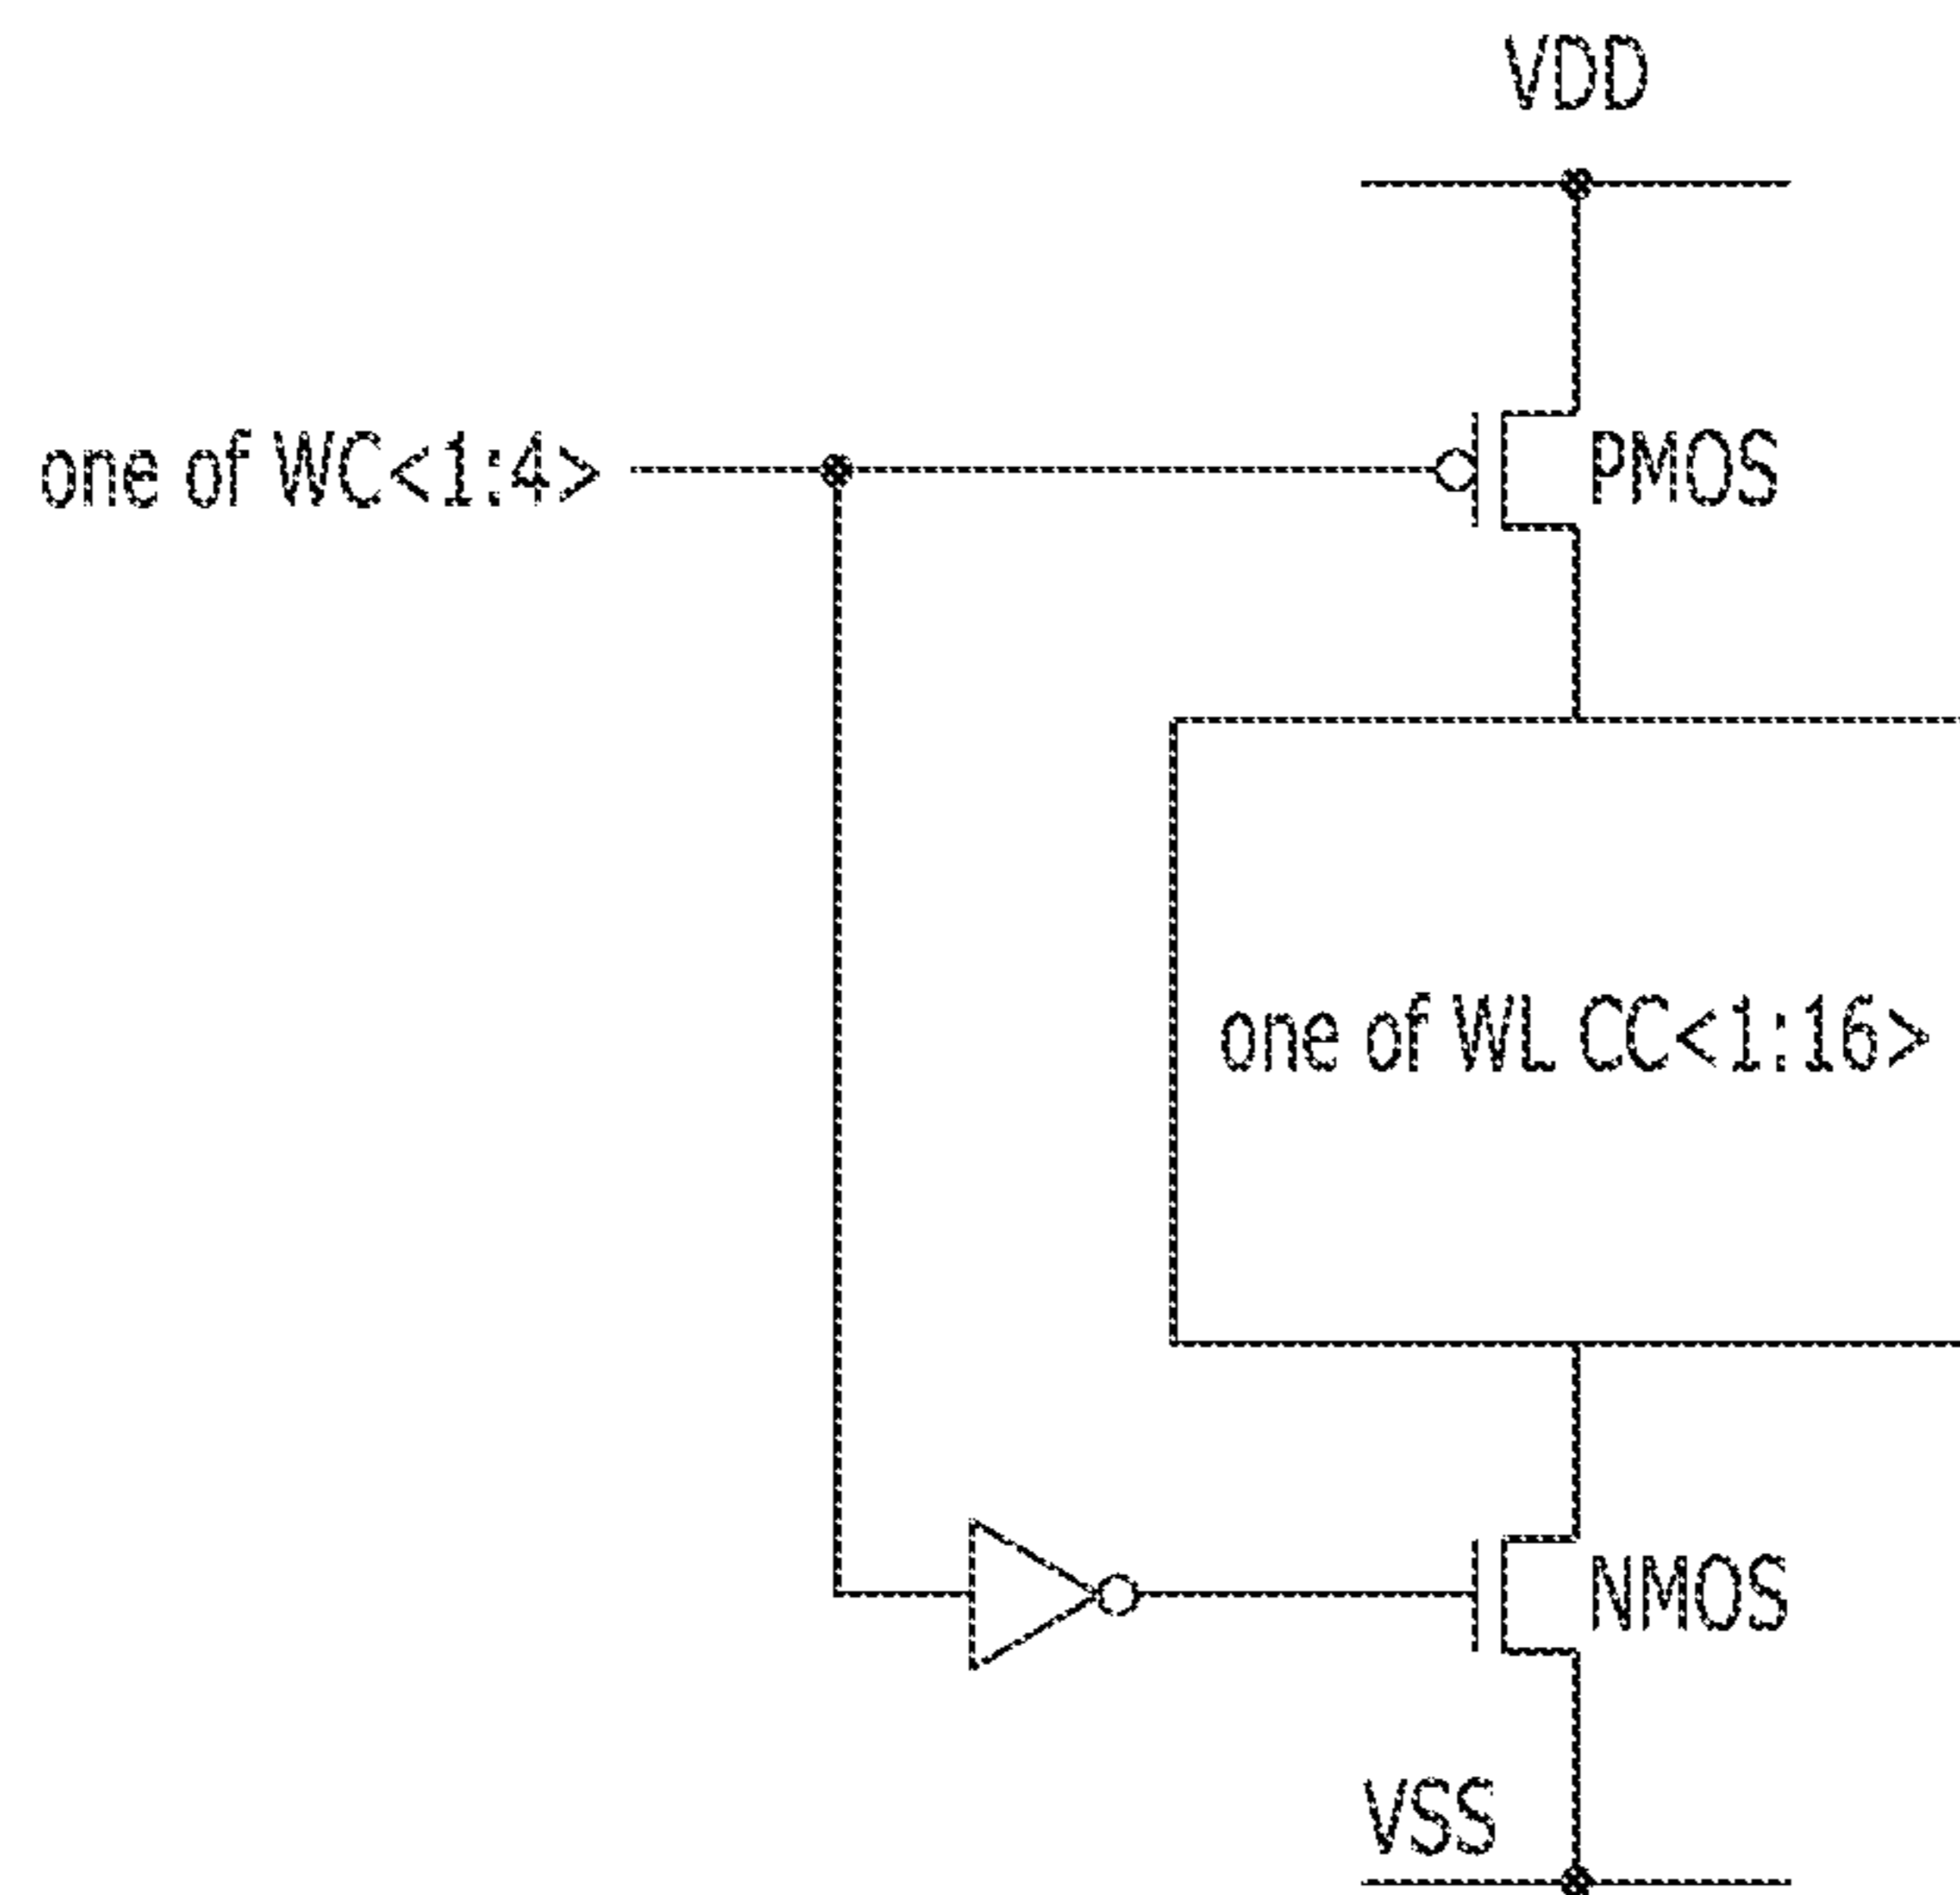 VDD
one of WC<1:4>
PMOS
one of WL CC<1:16>
NMOS
VSS